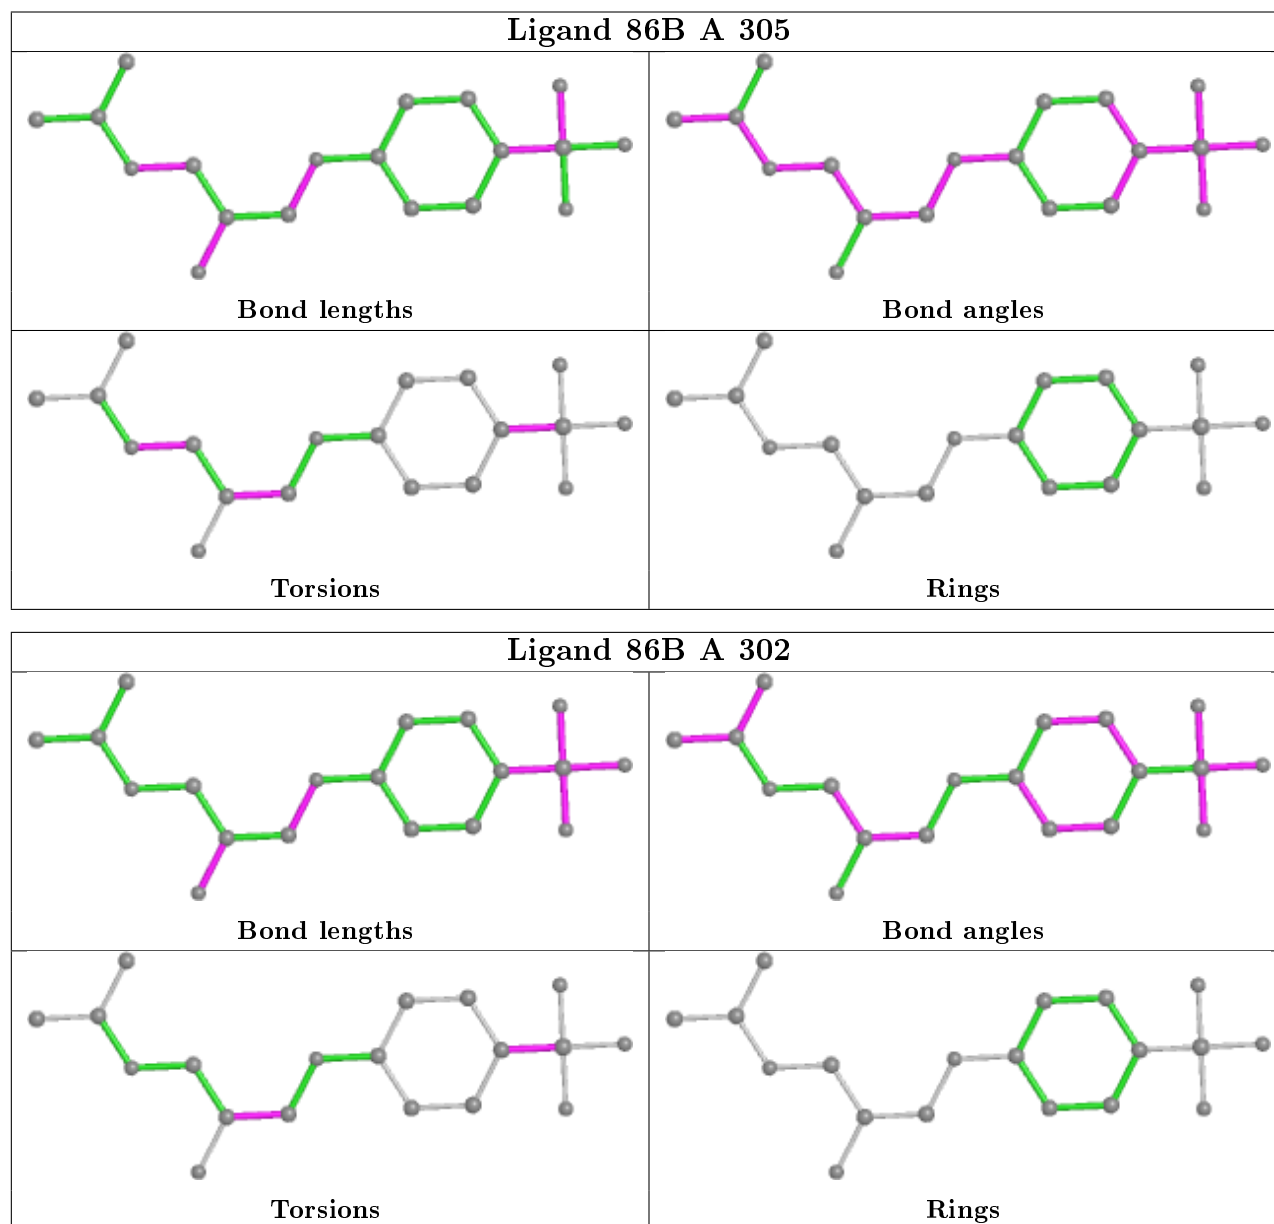 Ligand 86B A 305
Bond lengths
Bond angles
Torsions
Rings
Ligand 86B A 302
Bond lengths
Bond angles
Torsions
Rings